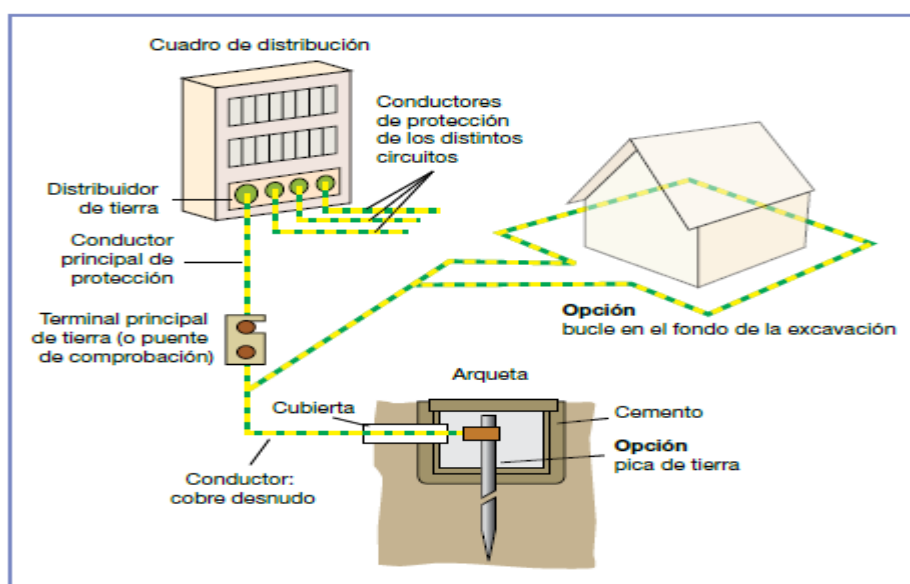 Cuadro de distribución
Conductores
de protección
de los distintos
circuitos
Distribuidor
de tierra
Conductor
principal de
protección
Opción
bucle en el fondo de la excavación
Terminal principal
de tierra (o puente
de comprobación)
Arqueta
Cubierta
Cemento
Opción
pica de tierra
Conductor:
cobre desnudo